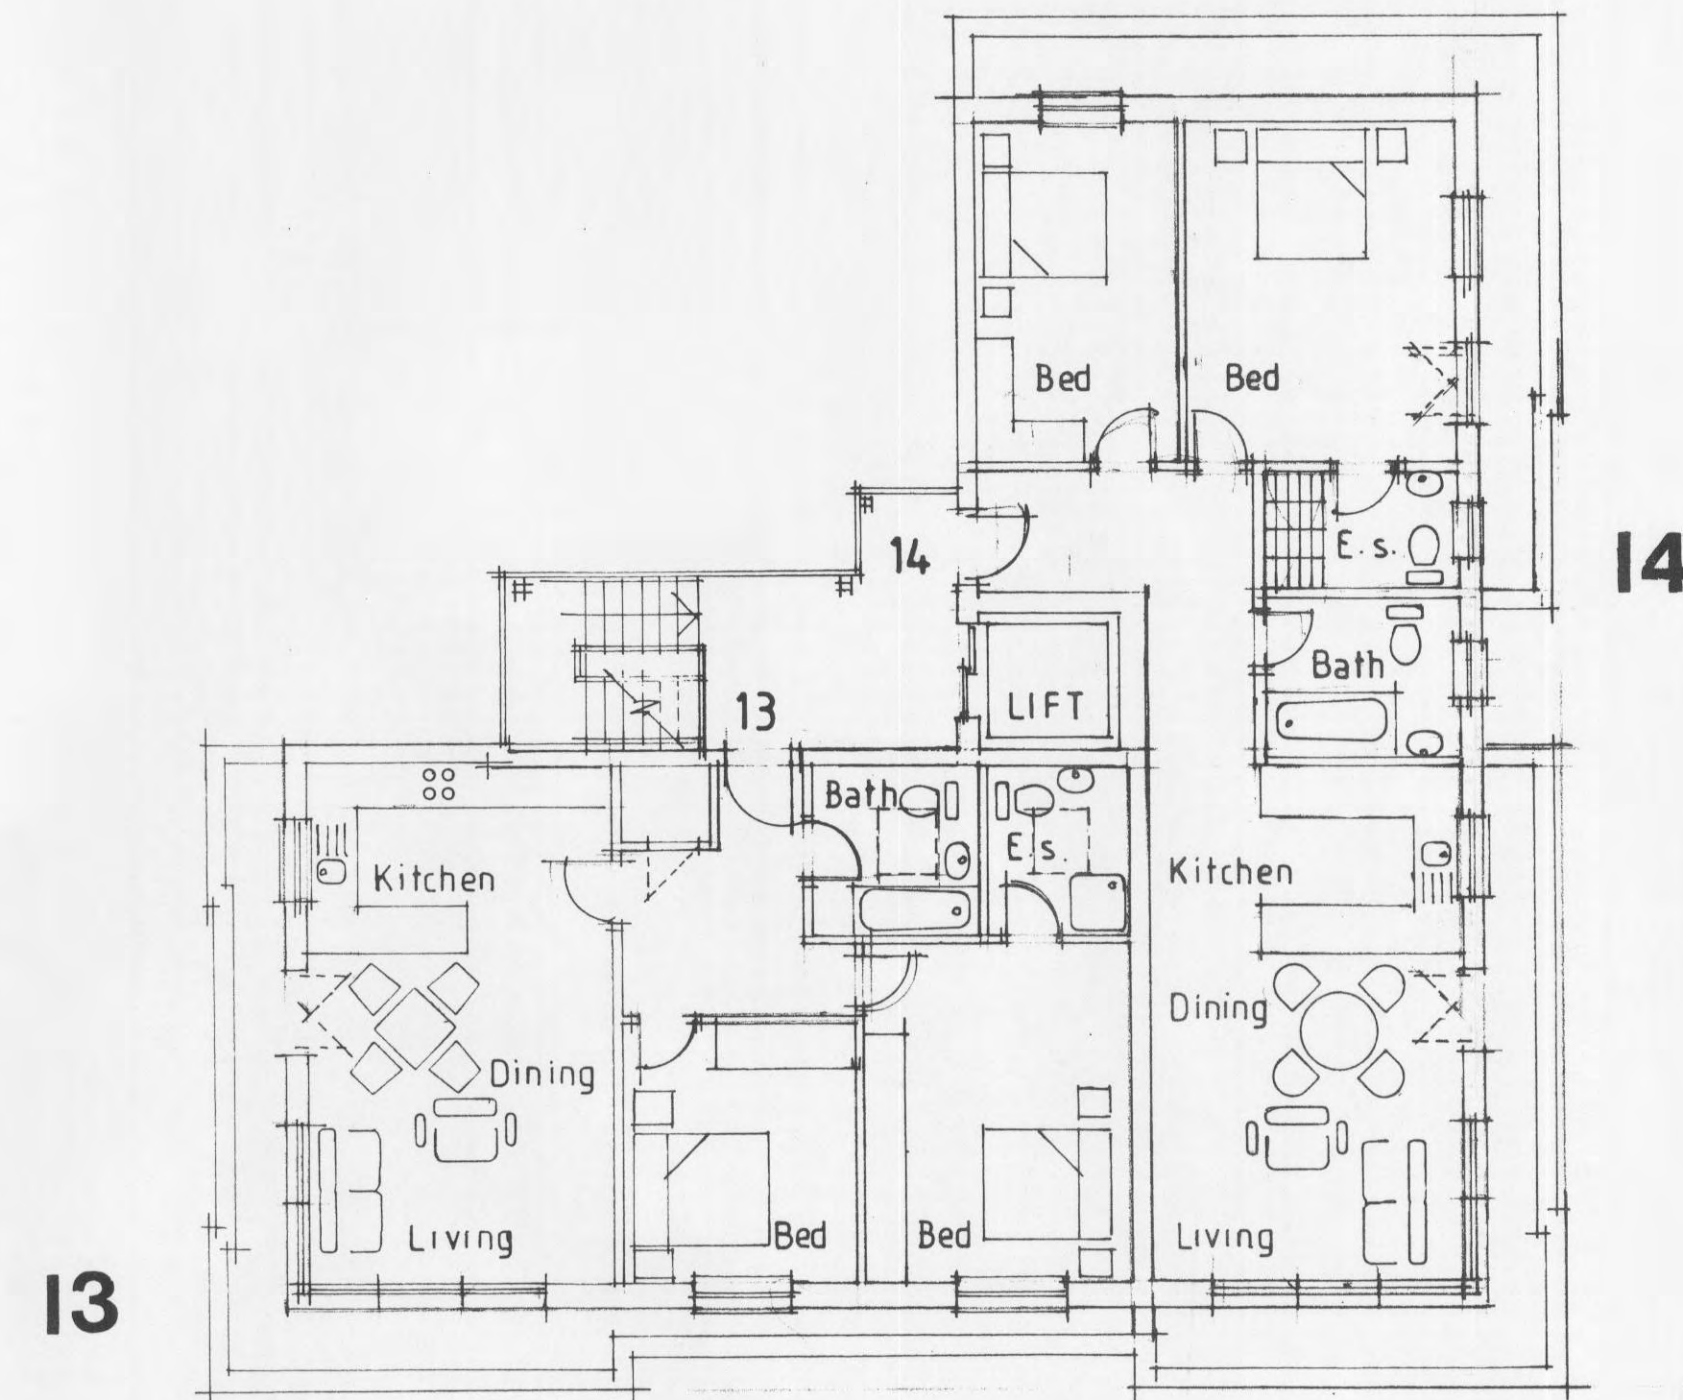 Bed
Bed
14
E.s.
14
Bath
LIFT
13
Bath
E.s.
Kitchen
Kitchen
Dining
Dining
Living
Bed
Bed
Living
13